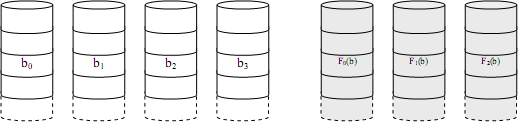 b₀ b₁ b₂ b₃ F₀(b) F₁(b) F₂(b)